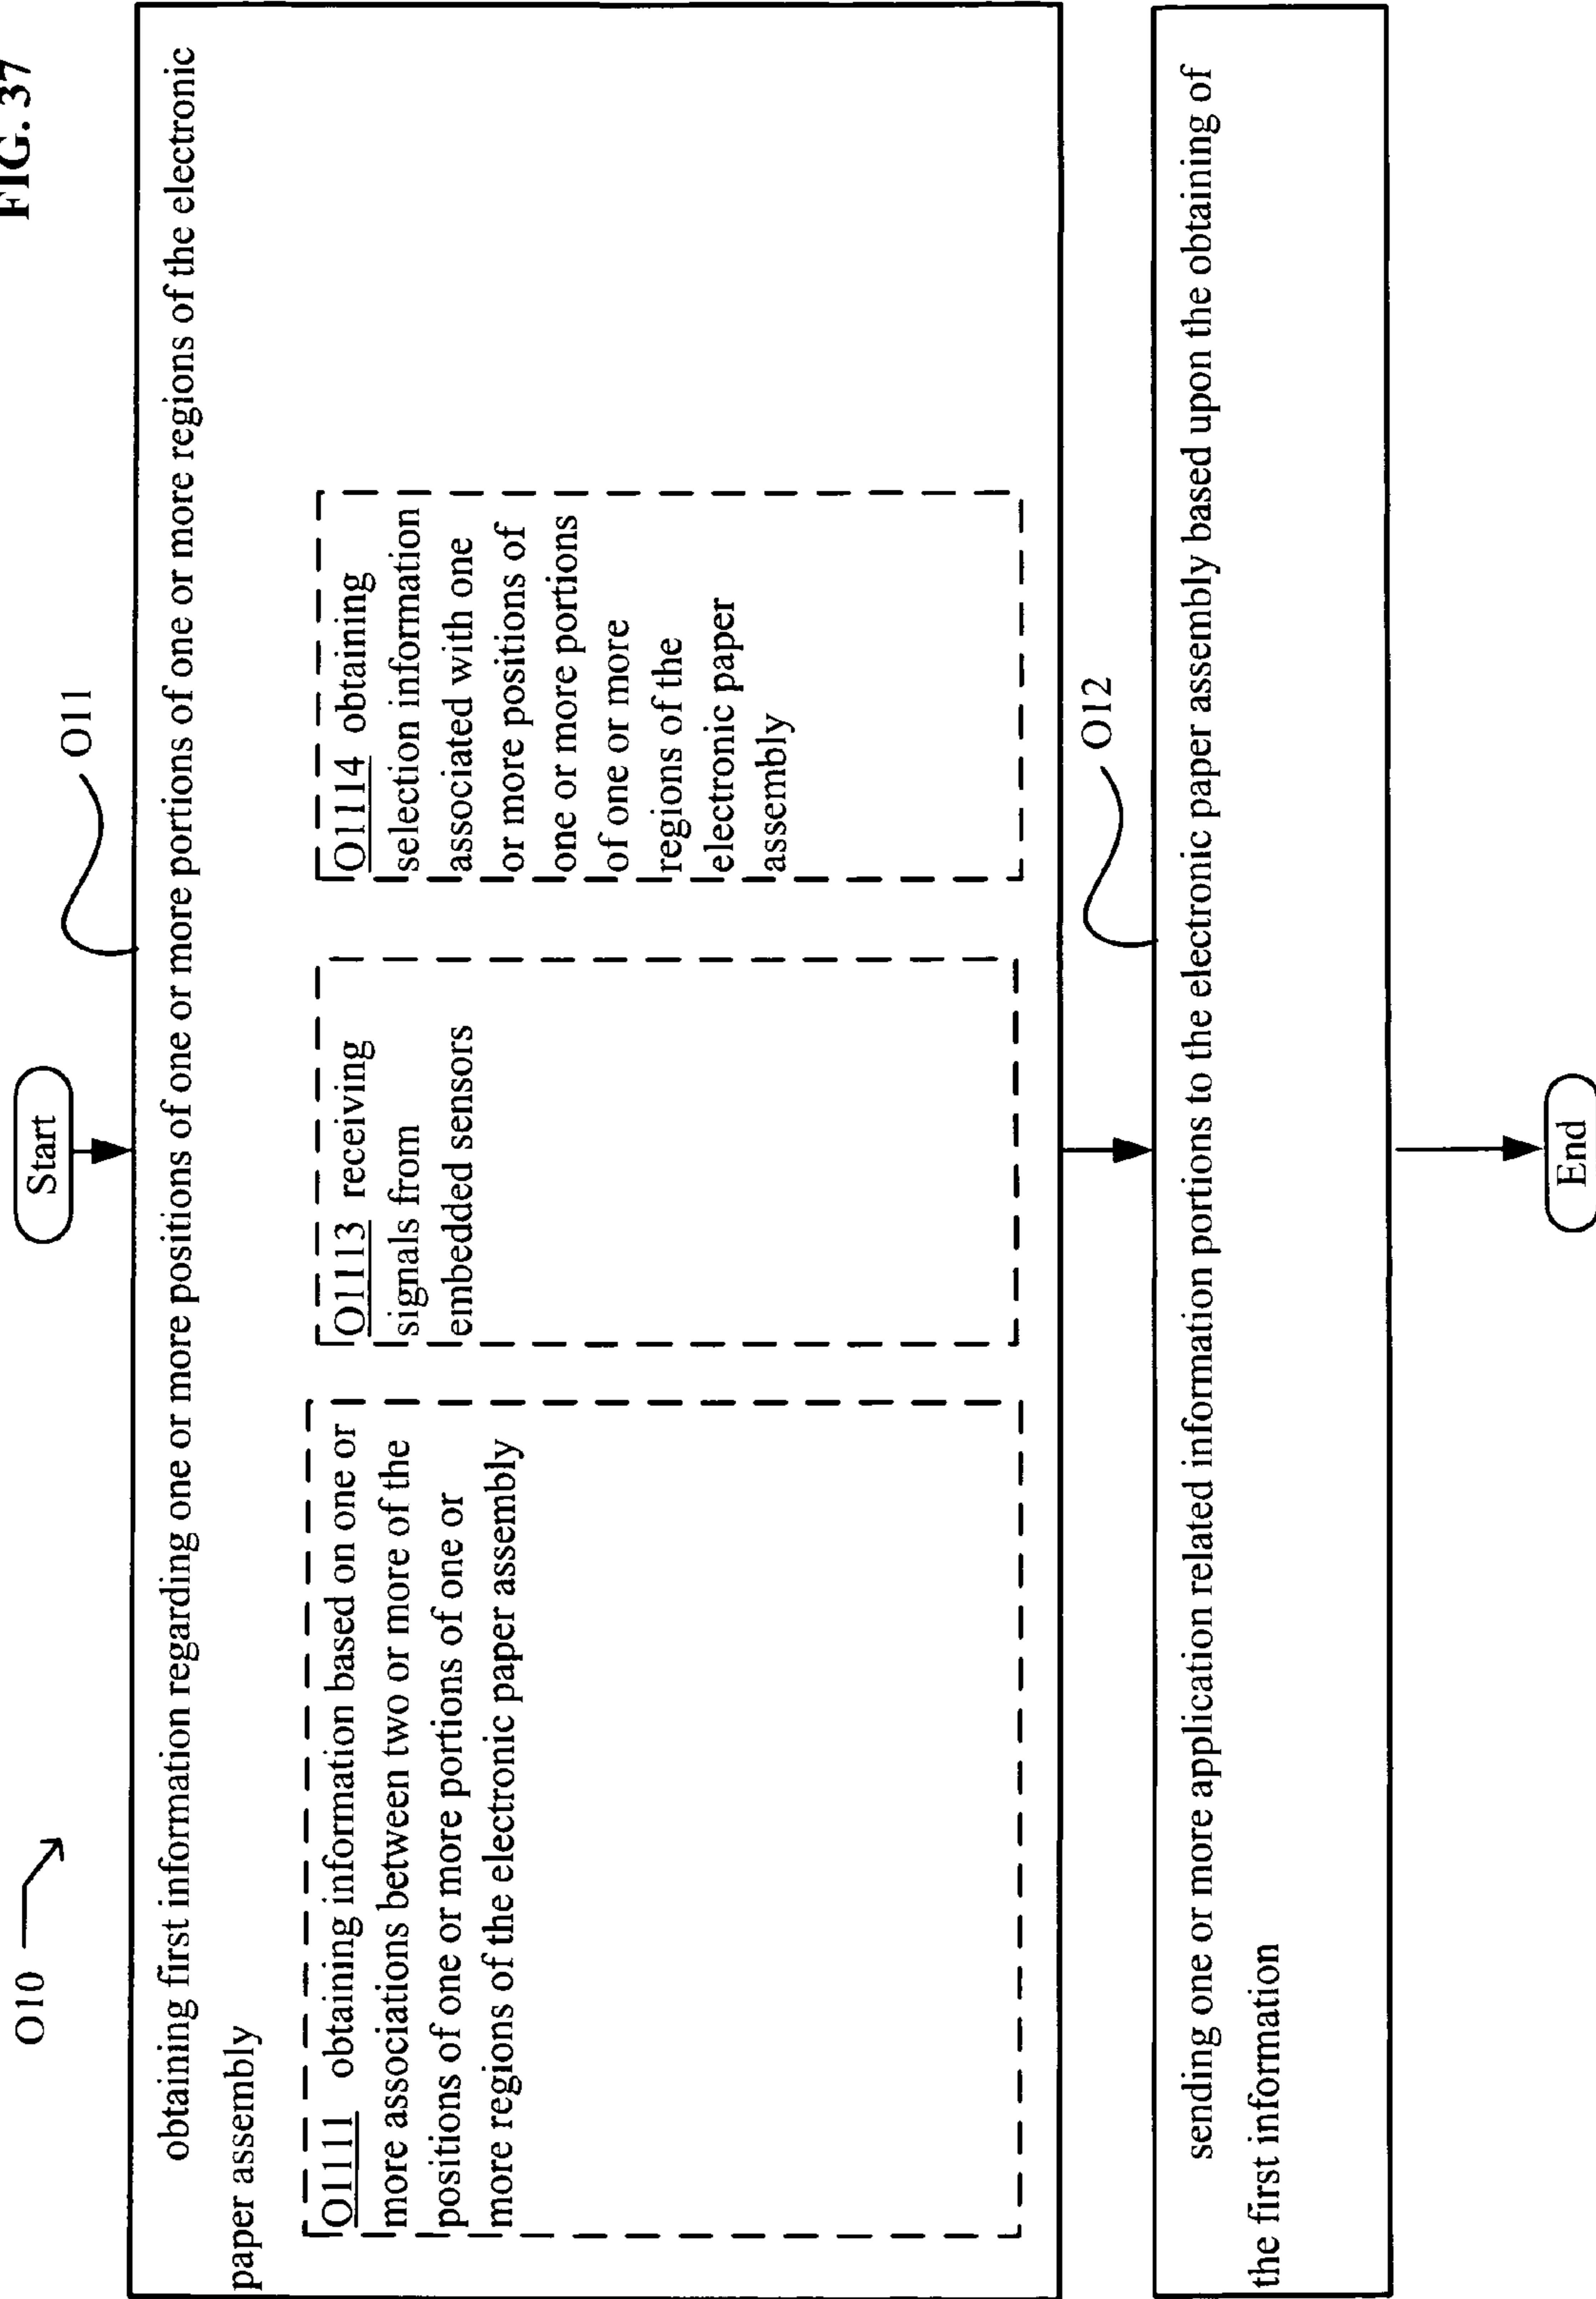 FIG. 37
O10
Start
O11
obtaining first information regarding one or more positions of one or more portions of one or more regions of the electronic
paper assembly
O1111 obtaining information based on one or
more associations between two or more of the
positions of one or more portions of one or
more regions of the electronic paper assembly
O1113 receiving
signals from
embedded sensors
O1114 obtaining
selection information
associated with one
or more positions of
one or more portions
of one or more
regions of the
electronic paper
assembly
O12
sending one or more application related information portions to the electronic paper assembly based upon the obtaining of
the first information
End